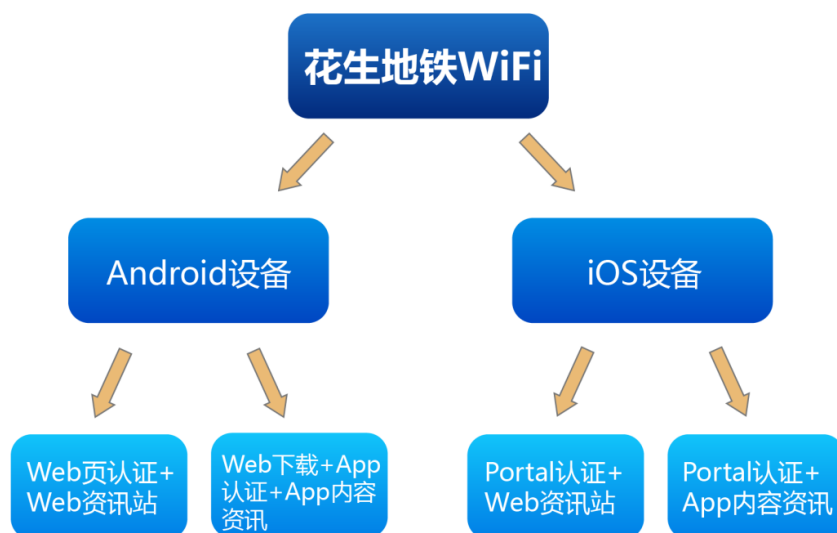 花生地铁WiFi
Android设备
iOS设备
Web页认证+
Web资讯站
Web下载+App
认证+App内容
资讯
Portal认证+
Web资讯站
Portal认证+
App内容资讯